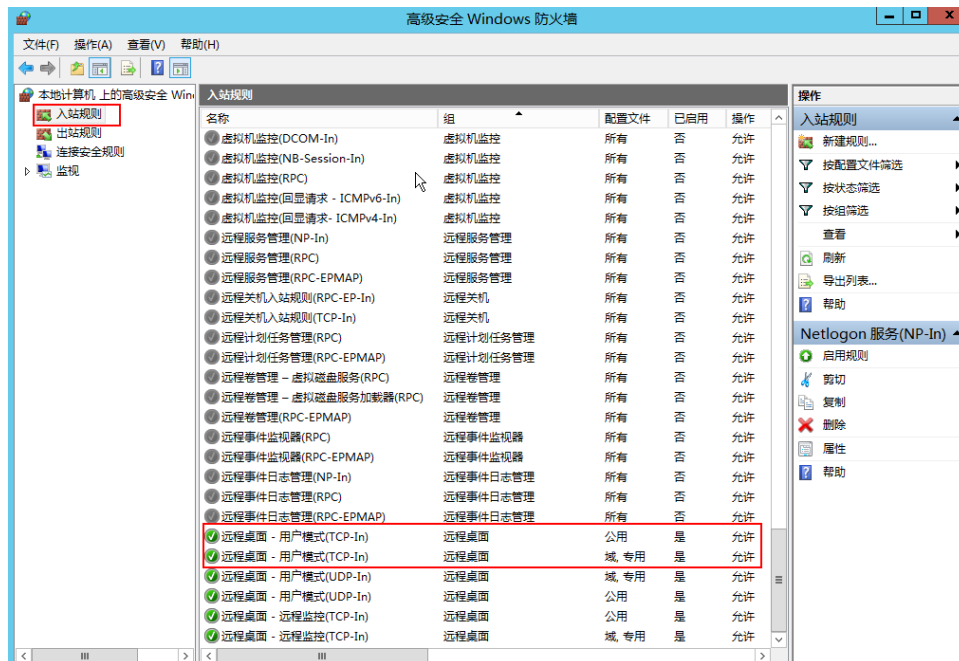 高级安全 Windows 防火墙
文件(F) 操作(A) 查看(V) 帮助(H)
本地计算机 上的高级安全 Win
入站规则
出站规则
连接安全规则
监视
入站规则
名称 组 配置文件 已启用 操作
虚拟机监控(DCOM-In) 虚拟机监控 所有 否 允许
虚拟机监控(NB-Session-In) 虚拟机监控 所有 否 允许
虚拟机监控(RPC) 虚拟机监控 所有 否 允许
虚拟机监控(回显请求 - ICMPv6-In) 虚拟机监控 所有 否 允许
虚拟机监控(回显请求- ICMPv4-In) 虚拟机监控 所有 否 允许
远程服务管理(NP-In) 远程服务管理 所有 否 允许
远程服务管理(RPC) 远程服务管理 所有 否 允许
远程服务管理(RPC-EPMAP) 远程服务管理 所有 否 允许
远程关机入站规则(RPC-EP-In) 远程关机 所有 否 允许
远程关机入站规则(TCP-In) 远程关机 所有 否 允许
远程计划任务管理(RPC) 远程计划任务管理 所有 否 允许
远程计划任务管理(RPC-EPMAP) 远程计划任务管理 所有 否 允许
远程卷管理 – 虚拟磁盘服务(RPC) 远程卷管理 所有 否 允许
远程卷管理 – 虚拟磁盘服务加载器(RPC) 远程卷管理 所有 否 允许
远程卷管理(RPC-EPMAP) 远程卷管理 所有 否 允许
远程事件监视器(RPC) 远程事件监视器 所有 否 允许
远程事件监视器(RPC-EPMAP) 远程事件监视器 所有 否 允许
远程事件日志管理(NP-In) 远程事件日志管理 所有 否 允许
远程事件日志管理(RPC) 远程事件日志管理 所有 否 允许
远程事件日志管理(RPC-EPMAP) 远程事件日志管理 所有 否 允许
远程桌面 - 用户模式(TCP-In) 远程桌面 公用 是 允许
远程桌面 - 用户模式(TCP-In) 远程桌面 域, 专用 是 允许
远程桌面 - 用户模式(UDP-In) 远程桌面 域, 专用 是 允许
远程桌面 - 用户模式(UDP-In) 远程桌面 公用 是 允许
远程桌面 - 远程监控(TCP-In) 远程桌面 公用 是 允许
远程桌面 - 远程监控(TCP-In) 远程桌面 域, 专用 是 允许
操作
入站规则
新建规则...
按配置文件筛选
按状态筛选
按组筛选
查看
刷新
导出列表...
帮助
Netlogon 服务(NP-In)
启用规则
剪切
复制
删除
属性
帮助